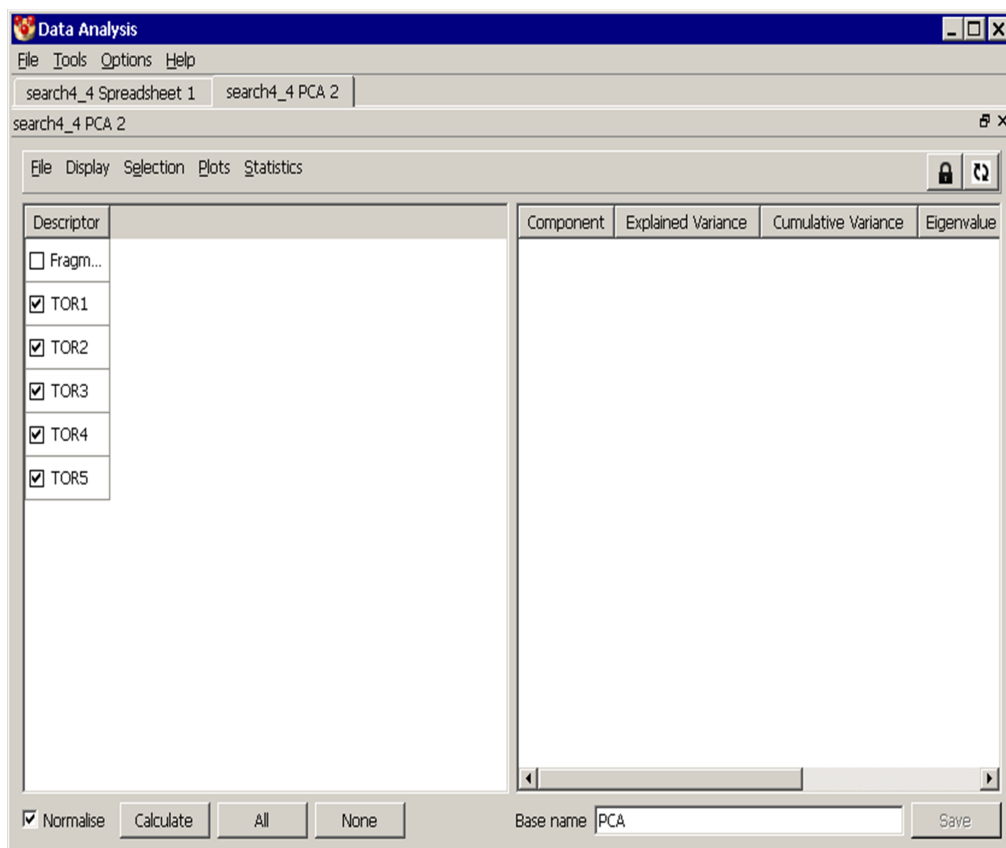 Data Analysis
File Tools Options Help
search4_4 Spreadsheet 1 search4_4 PCA 2
search4_4 PCA 2
File Display Selection Plots Statistics
Descriptor Component Explained Variance Cumulative Variance Eigenvalue
Fragm...
TOR1
TOR2
TOR3
TOR4
TOR5
Normalise Calculate All None Base name PCA Save